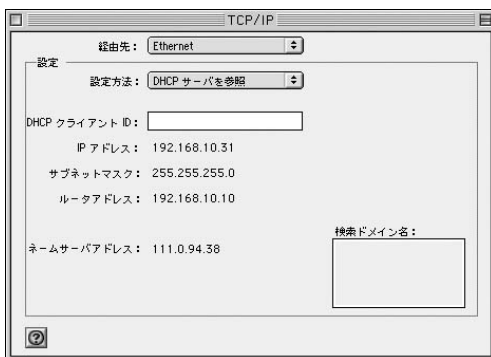 TCP/IP
経由先： Ethernet
設定
設定方法： DHCP サーバを参照
DHCP クライアント ID：
IP アドレス： 192.168.10.31
サブネットマスク： 255.255.255.0
ルータアドレス： 192.168.10.10
検索ドメイン名：
ネームサーバアドレス： 111.0.94.38
?